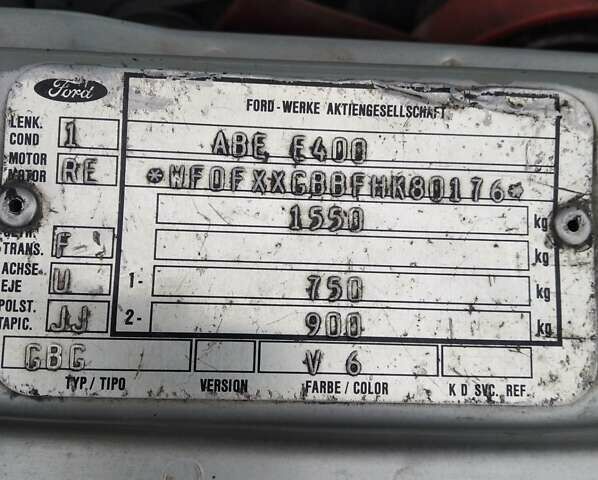 Ford
FORD-WERKE AKTIENGESELLSCHAFT
LENK.
COND 1
ABE E400
MOTOR
MOTOR RE
*WF0FXXGBBFHK80176*
1550 kg
TRANS. F
kg
ACHSE
EJE U
1- 750 kg
POLST.
TAPIC. JJ
2- 900 kg
GBG V 6
TYP / TIPO VERSION FARBE / COLOR K D SVC. REF.